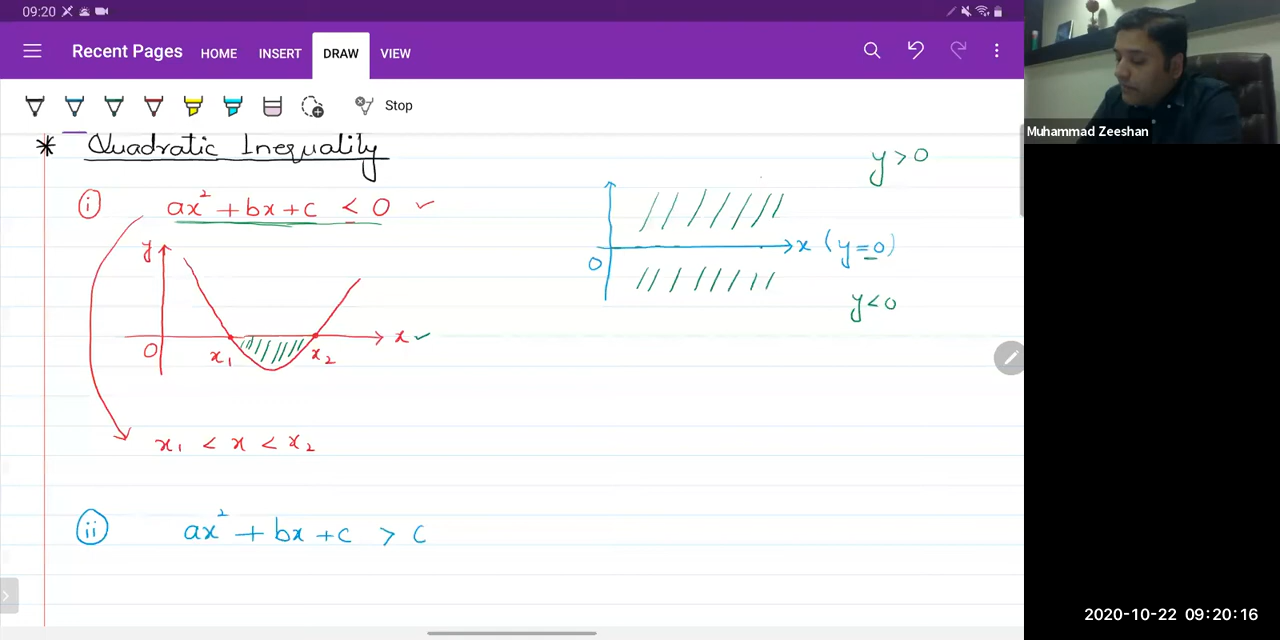 09:20
Recent Pages HOME INSERT DRAW VIEW
Stop
Muhammad Zeeshan
* Quadratic Inequality
y > 0
(i) ax² + bx + c < 0 ✓
y
x (y = 0)
0
y < 0
x ✓
0 x₁ x₂
x₁ < x < x₂
(ii) ax² + bx + c > c
2020-10-22 09:20:16